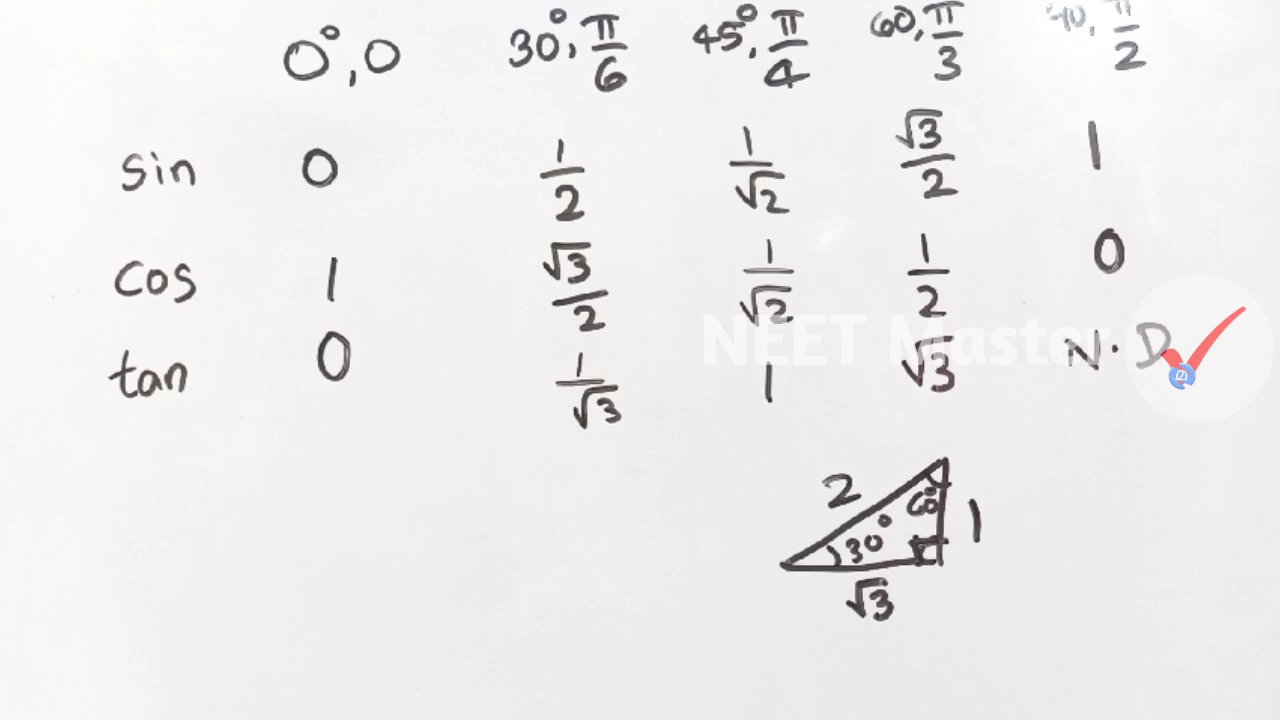 0°, 0 30°, π/6 45°, π/4 60, π/3 90, π/2
sin 0 1/2 1/√2 √3/2 1
cos 1 √3/2 1/√2 1/2 0
tan 0 1/√3 1 √3 N.D
NEET Master
2 60° 1
30°
√3